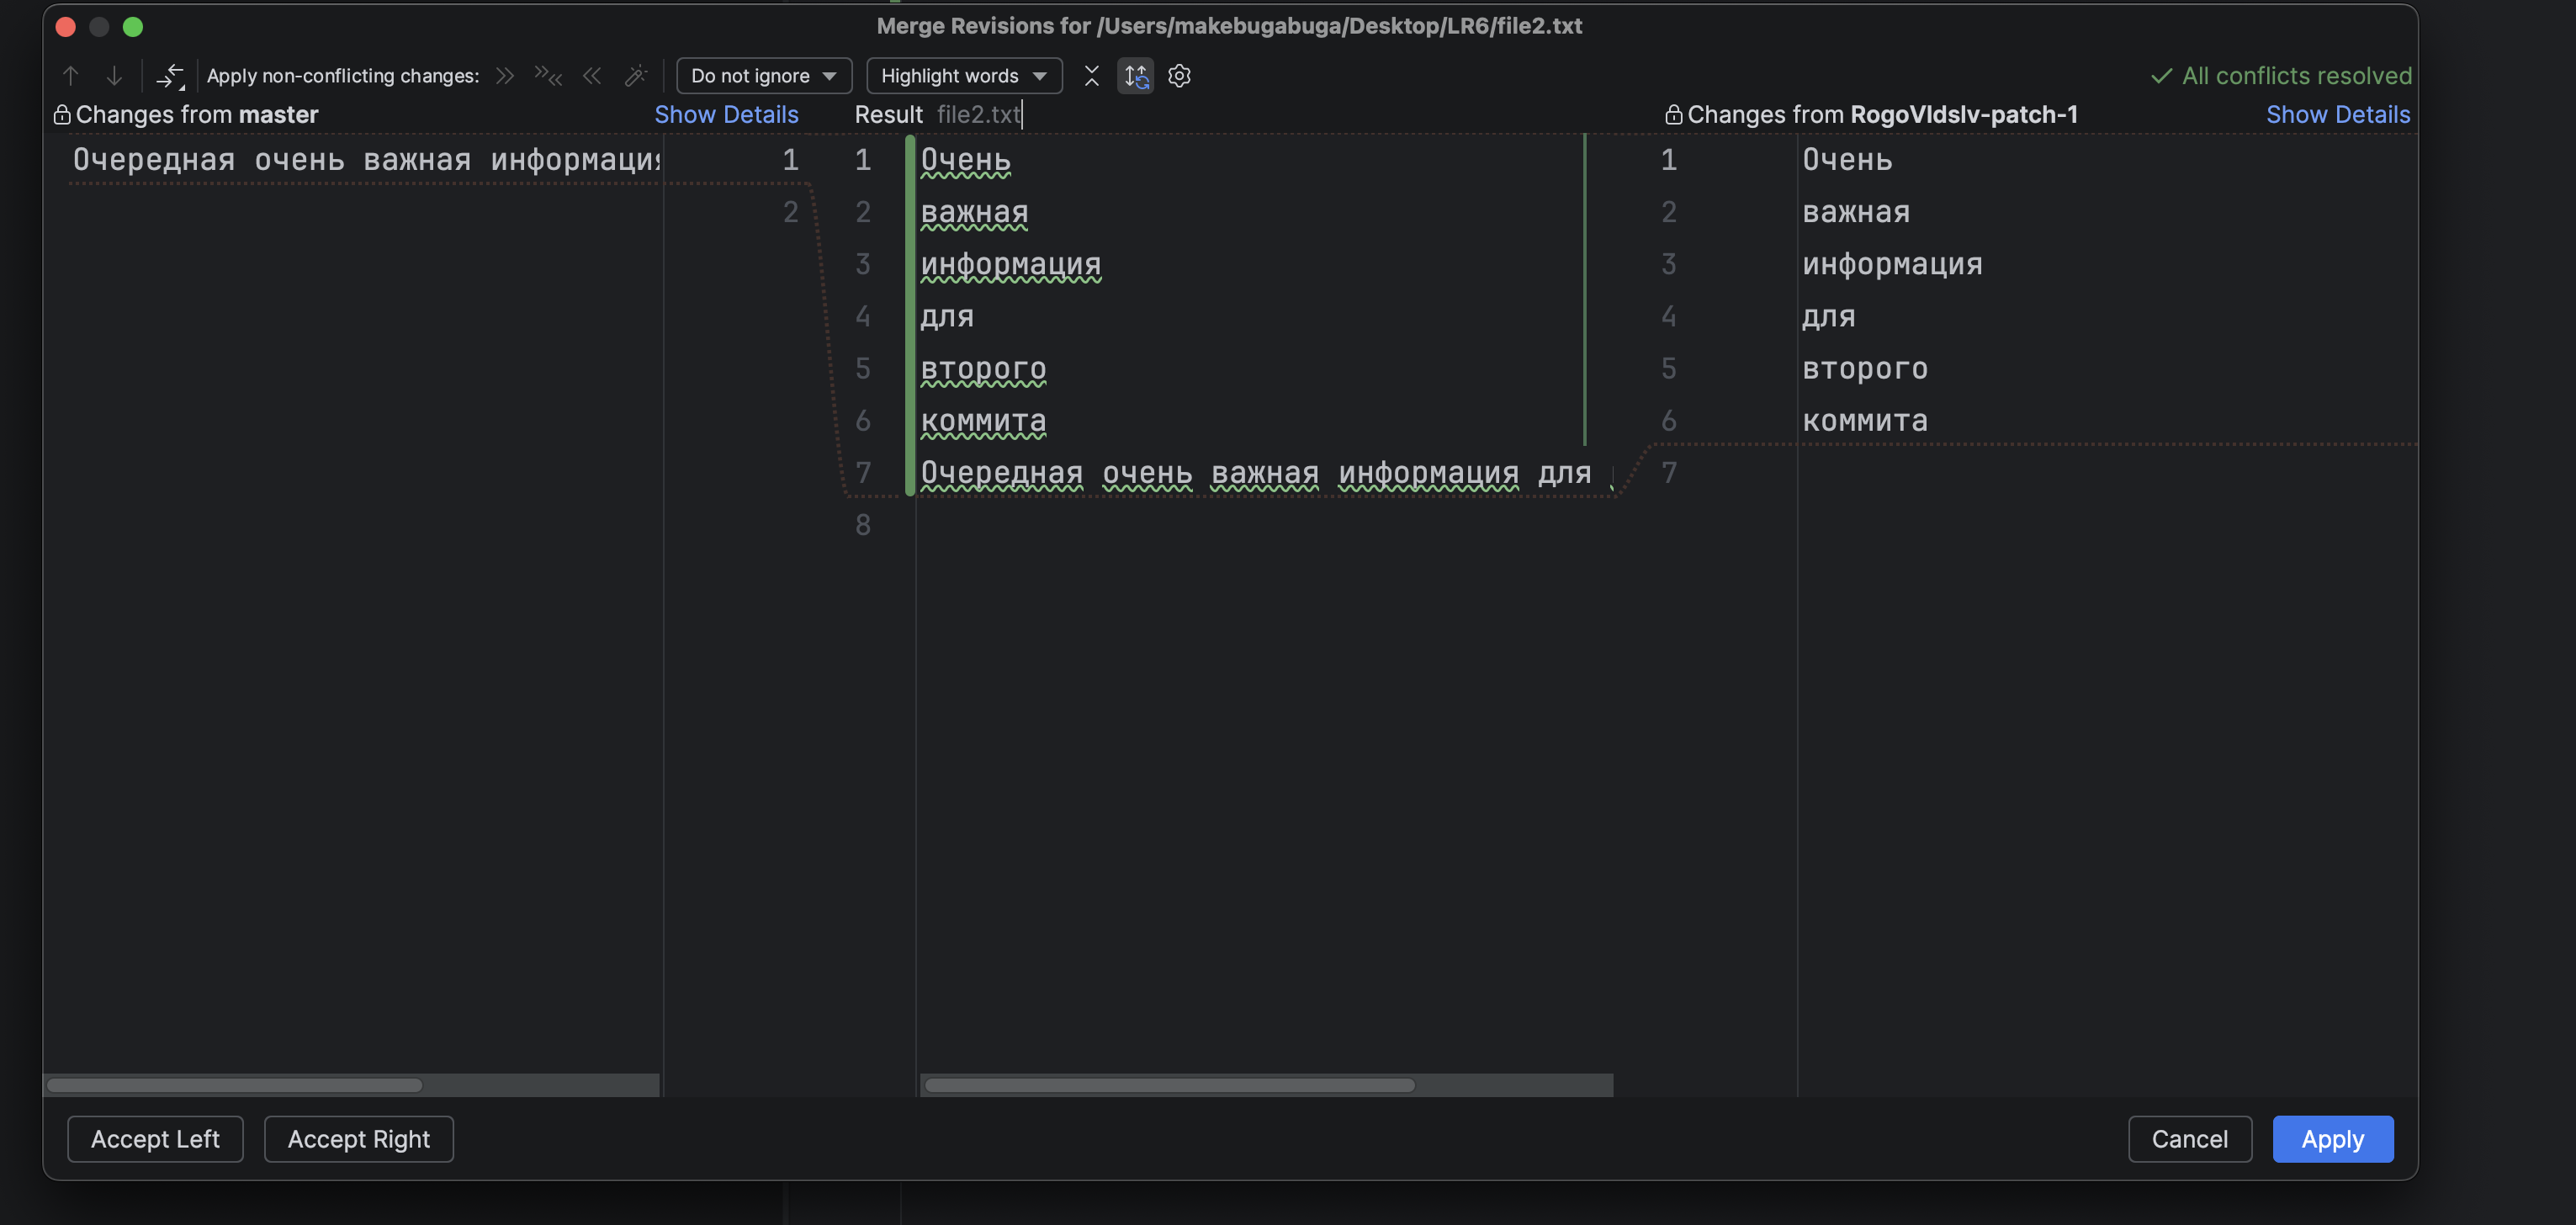 Merge Revisions for /Users/makebugabuga/Desktop/LR6/file2.txt
Apply non-conflicting changes: Do not ignore Highlight words All conflicts resolved
Changes from master Show Details Result file2.txt Changes from RogoVldslv-patch-1 Show Details
Очередная очень важная 1 1 Очень 1 Очень
2 2 важная 2 важная
3 информация 3 информация
4 для 4 для
5 второго 5 второго
6 коммита 6 коммита
7 Очередная очень важная информация для 7
8
Accept Left Accept Right Cancel Apply